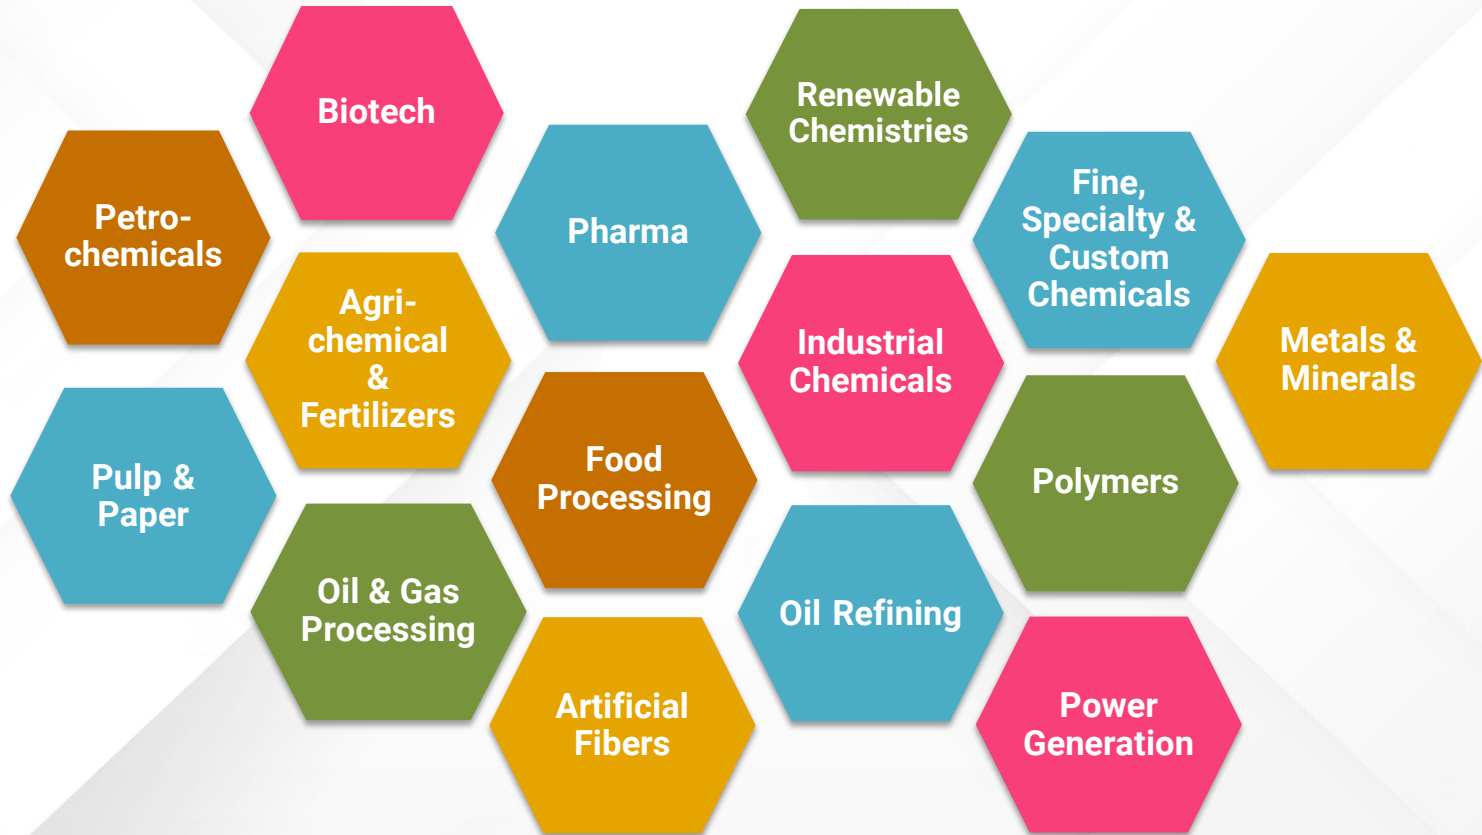 Biotech
Renewable
Chemistries
Petro-
chemicals
Pharma
Fine,
Specialty &
Custom
Chemicals
Agri-
chemical
&
Fertilizers
Industrial
Chemicals
Metals &
Minerals
Pulp &
Paper
Food
Processing
Polymers
Oil & Gas
Processing
Oil Refining
Artificial
Fibers
Power
Generation